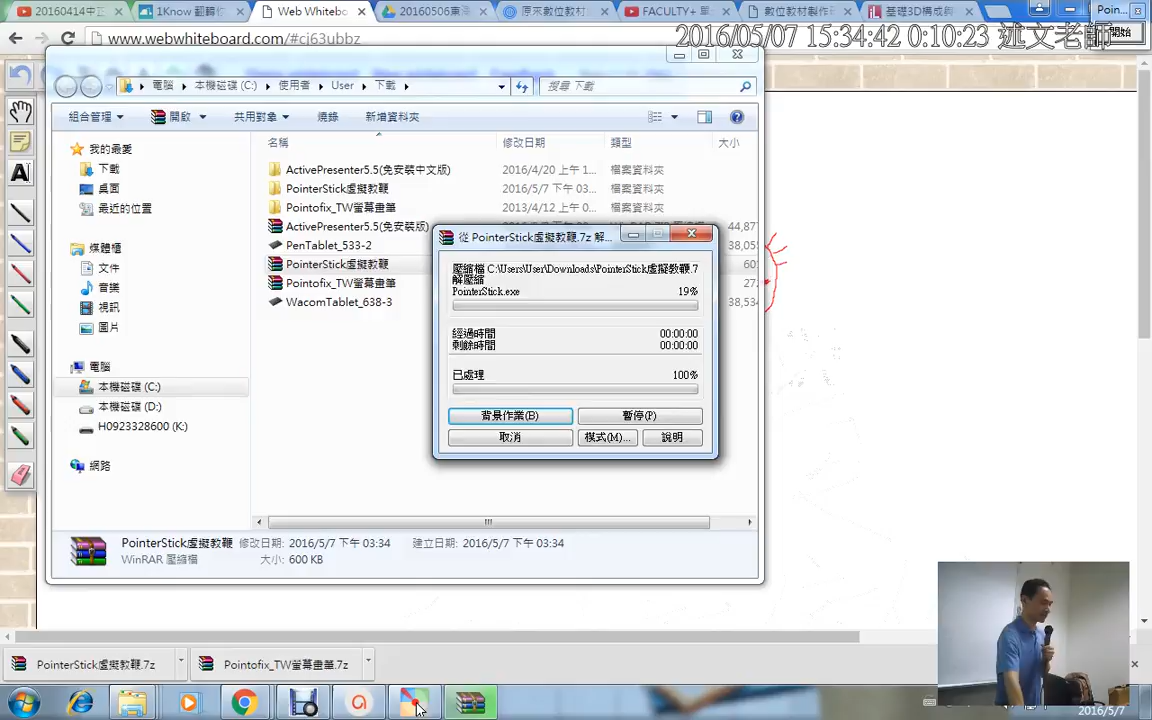 20160414中正
1Know 翻轉
Web Whitebo
20160506東海
原來數位教材
FACULTY+ 單
數位教材製作
基礎3D構成與
Poin...
www.webwhiteboard.com/#cj63ubbz
2016/05/07 15:34:42 0:10:23 述文老師
開始
電腦
本機磁碟 (C:)
使用者
User
下載
搜尋 下載
組合管理
開啟
共用對象
燒錄
新增資料夾
我的最愛
下載
桌面
最近的位置
媒體櫃
文件
音樂
視訊
圖片
電腦
本機磁碟 (C:)
本機磁碟 (D:)
H0923328600 (K:)
網路
名稱
修改日期
類型
大小
ActivePresenter5.5(免安裝中文版)
2016/4/20 上午 1...
檔案資料夾
PointerStick虛擬教鞭
2016/5/7 下午 03...
檔案資料夾
Pointofix_TW螢幕畫筆
2013/4/12 上午 0...
檔案資料夾
ActivePresenter5.5(免安裝版)
44,87
PenTablet_533-2
38,05
PointerStick虛擬教鞭
60
Pointofix_TW螢幕畫筆
27
WacomTablet_638-3
38,534
從 PointerStick虛擬教鞭.7z 解...
壓縮檔 C:\Users\User\Downloads\PointerStick虛擬教鞭.7
解壓縮
PointerStick.exe
19%
經過時間
00:00:00
剩餘時間
00:00:00
已處理
100%
背景作業(B)
暫停(P)
取消
模式(M)...
說明
PointerStick虛擬教鞭
修改日期: 2016/5/7 下午 03:34
建立日期: 2016/5/7 下午 03:34
WinRAR 壓縮檔
大小: 600 KB
PointerStick虛擬教鞭.7z
Pointofix_TW螢幕畫筆.7z
2016/5/7